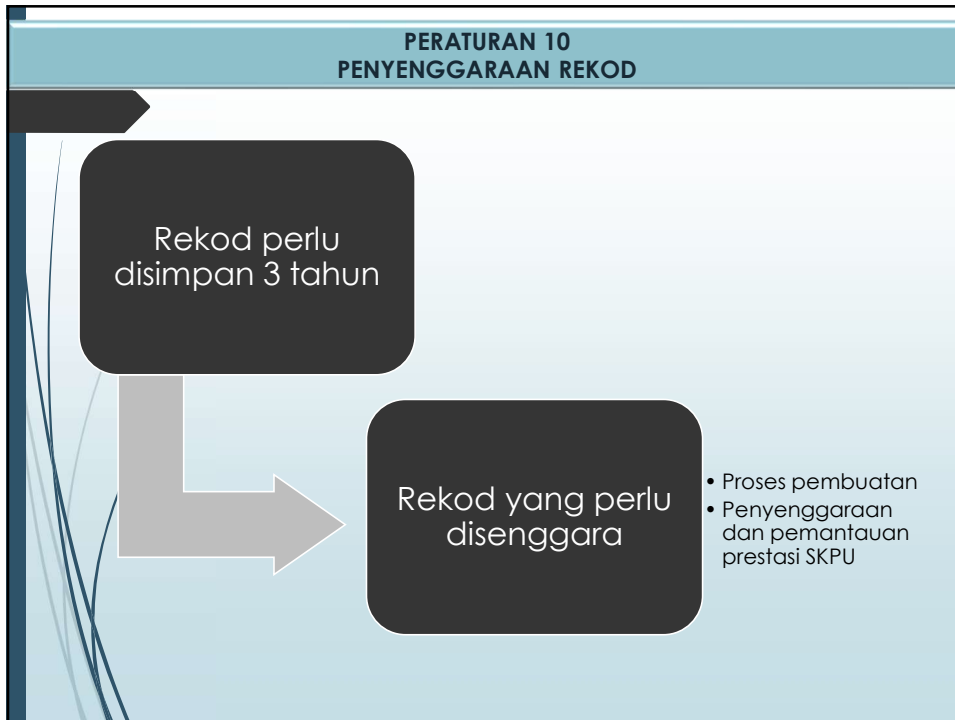 PERATURAN 10
PENYENGGARAAN REKOD
Rekod perlu
disimpan 3 tahun
Rekod yang perlu
disenggara
• Proses pembuatan
• Penyenggaraan
dan pemantauan
prestasi SKPU